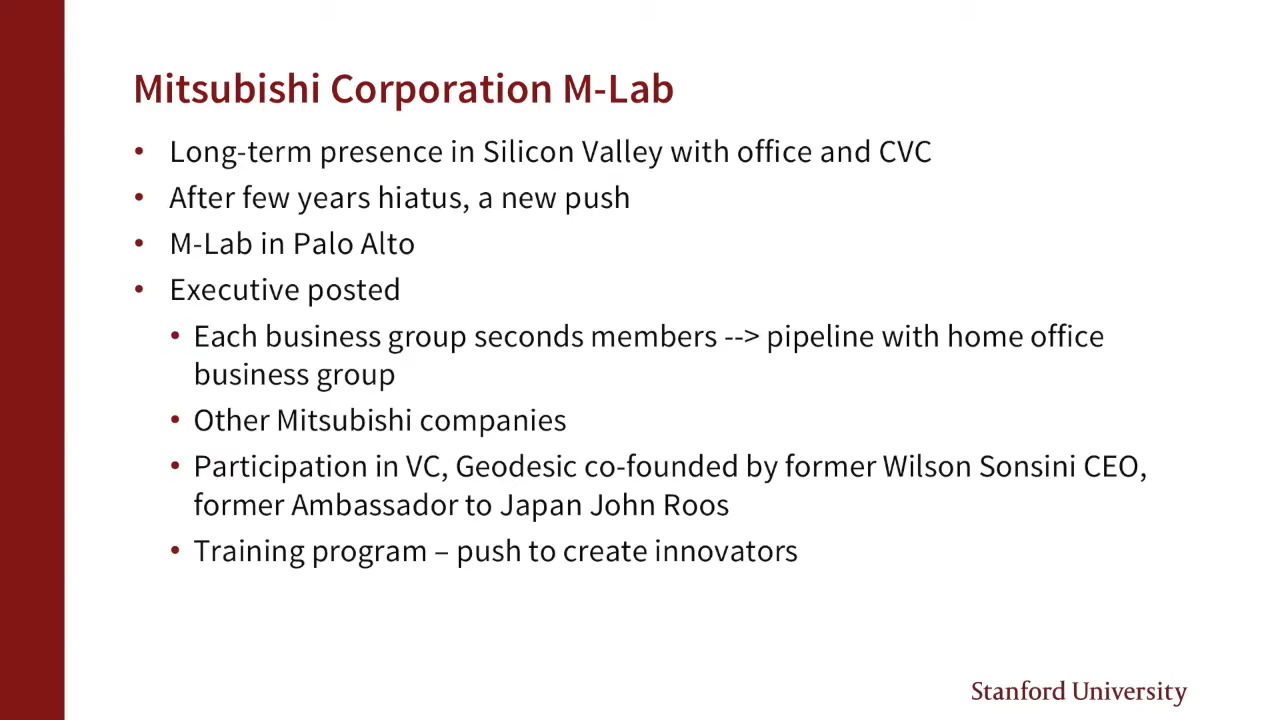 Mitsubishi Corporation M-Lab
• Long-term presence in Silicon Valley with office and CVC
• After few years hiatus, a new push
• M-Lab in Palo Alto
• Executive posted
• Each business group seconds members --> pipeline with home office
business group
• Other Mitsubishi companies
• Participation in VC, Geodesic co-founded by former Wilson Sonsini CEO,
former Ambassador to Japan John Roos
• Training program – push to create innovators
Stanford University